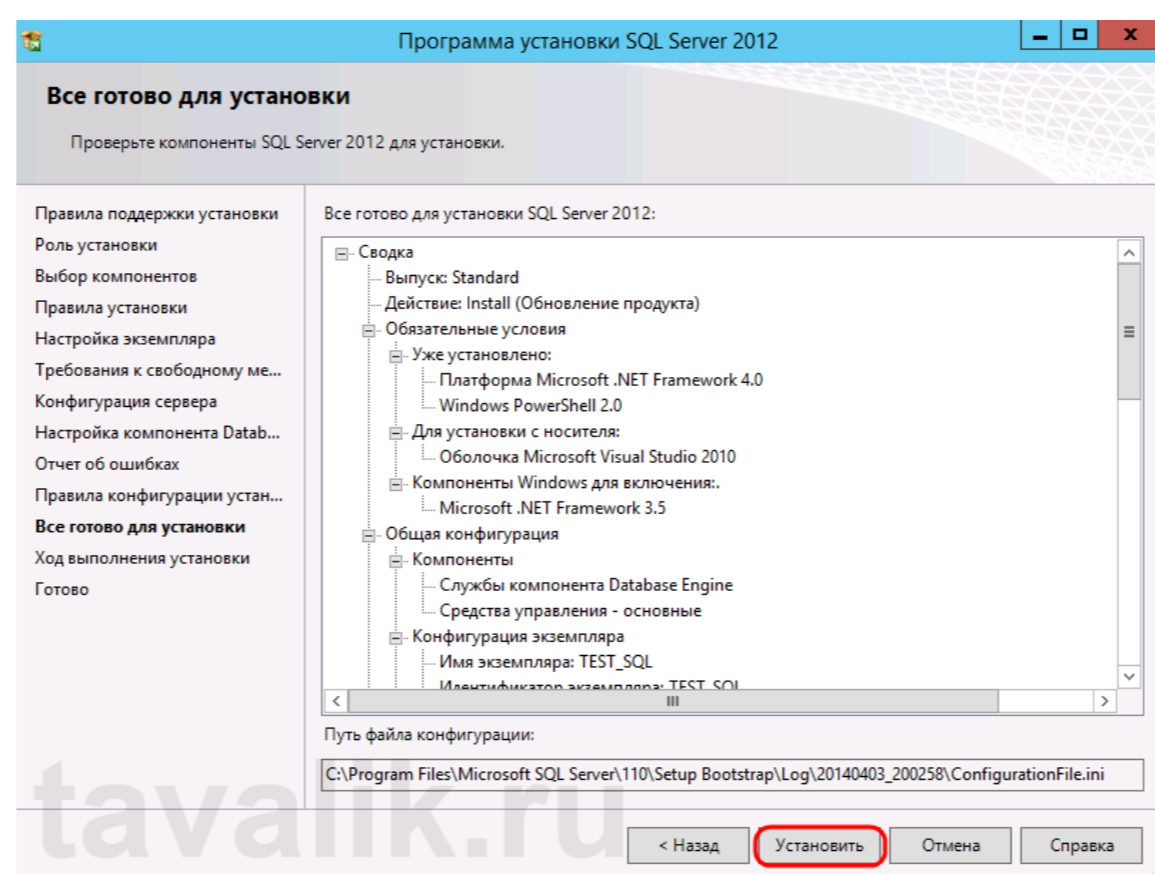 Программа установки SQL Server 2012
Все готово для установки
Проверьте компоненты SQL Server 2012 для установки.
Правила поддержки установки
Роль установки
Выбор компонентов
Правила установки
Настройка экземпляра
Требования к свободному ме...
Конфигурация сервера
Настройка компонента Datab...
Отчет об ошибках
Правила конфигурации устан...
Все готово для установки
Ход выполнения установки
Готово
Все готово для установки SQL Server 2012:
Сводка
Выпуск: Standard
Действие: Install (Обновление продукта)
Обязательные условия
Уже установлено:
Платформа Microsoft .NET Framework 4.0
Windows PowerShell 2.0
Для установки с носителя:
Оболочка Microsoft Visual Studio 2010
Компоненты Windows для включения:.
Microsoft .NET Framework 3.5
Общая конфигурация
Компоненты
Службы компонента Database Engine
Средства управления - основные
Конфигурация экземпляра
Имя экземпляра: TEST_SQL
Идентификатор экземпляра: TEST_SQL
Путь файла конфигурации:
C:\Program Files\Microsoft SQL Server\110\Setup Bootstrap\Log\20140403_200258\ConfigurationFile.ini
tavalik.ru
< Назад
Установить
Отмена
Справка